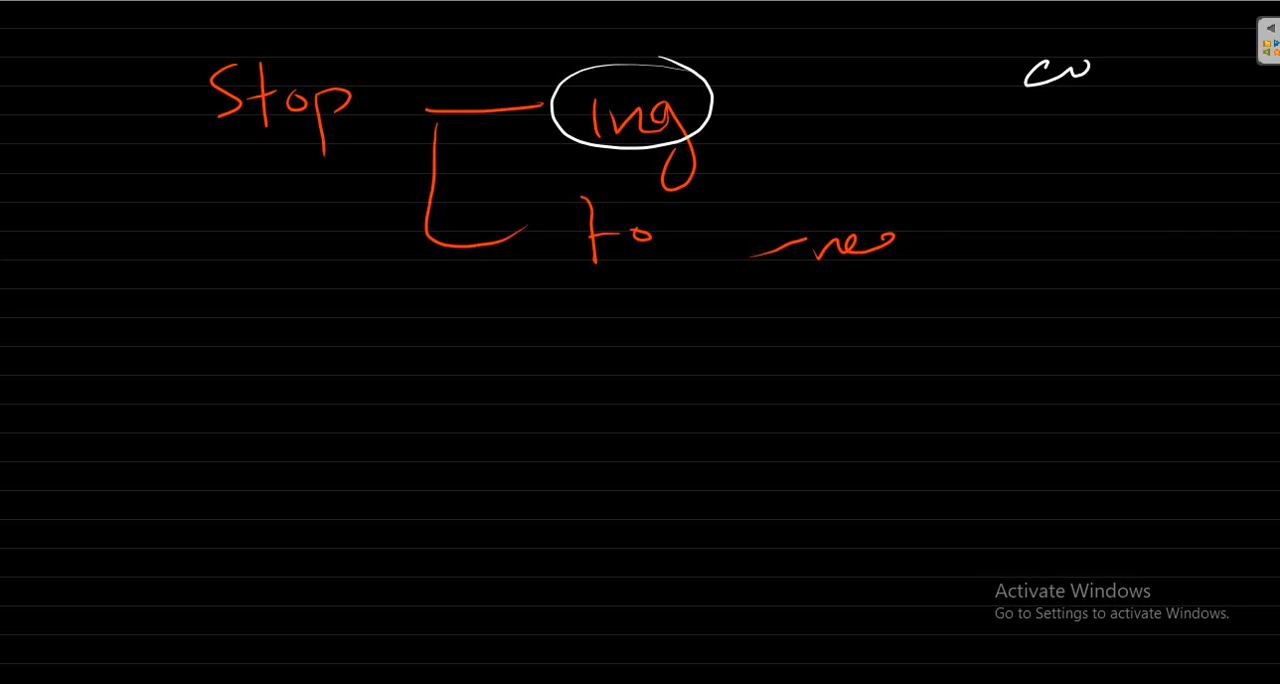 Stop ing
to
Activate Windows
Go to Settings to activate Windows.